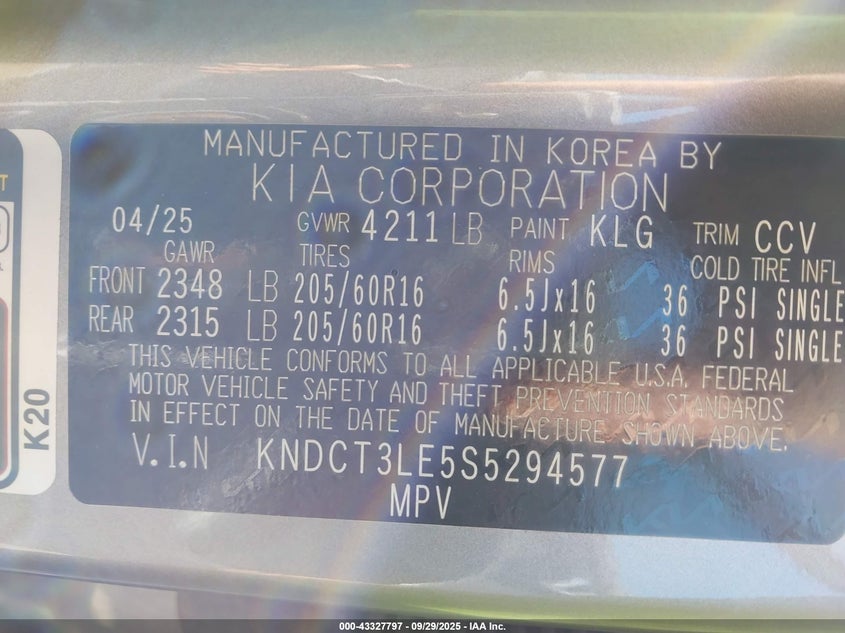 MANUFACTURED IN KOREA BY
KIA CORPORATION
04/25 GVWR 4211 LB PAINT KLG TRIM CCV
GAWR TIRES RIMS COLD TIRE INFL
FRONT 2348 LB 205/60R16 6.5Jx16 36 PSI SINGLE
REAR 2315 LB 205/60R16 6.5Jx16 36 PSI SINGLE
THIS VEHICLE CONFORMS TO ALL APPLICABLE U.S.A. FEDERAL
MOTOR VEHICLE SAFETY AND THEFT PREVENTION STANDARDS
IN EFFECT ON THE DATE OF MANUFACTURE SHOWN ABOVE.
V.I.N KNDCT3LE5S5294577
MPV
K20
000-43327797 - 09/29/2025 - IAA Inc.